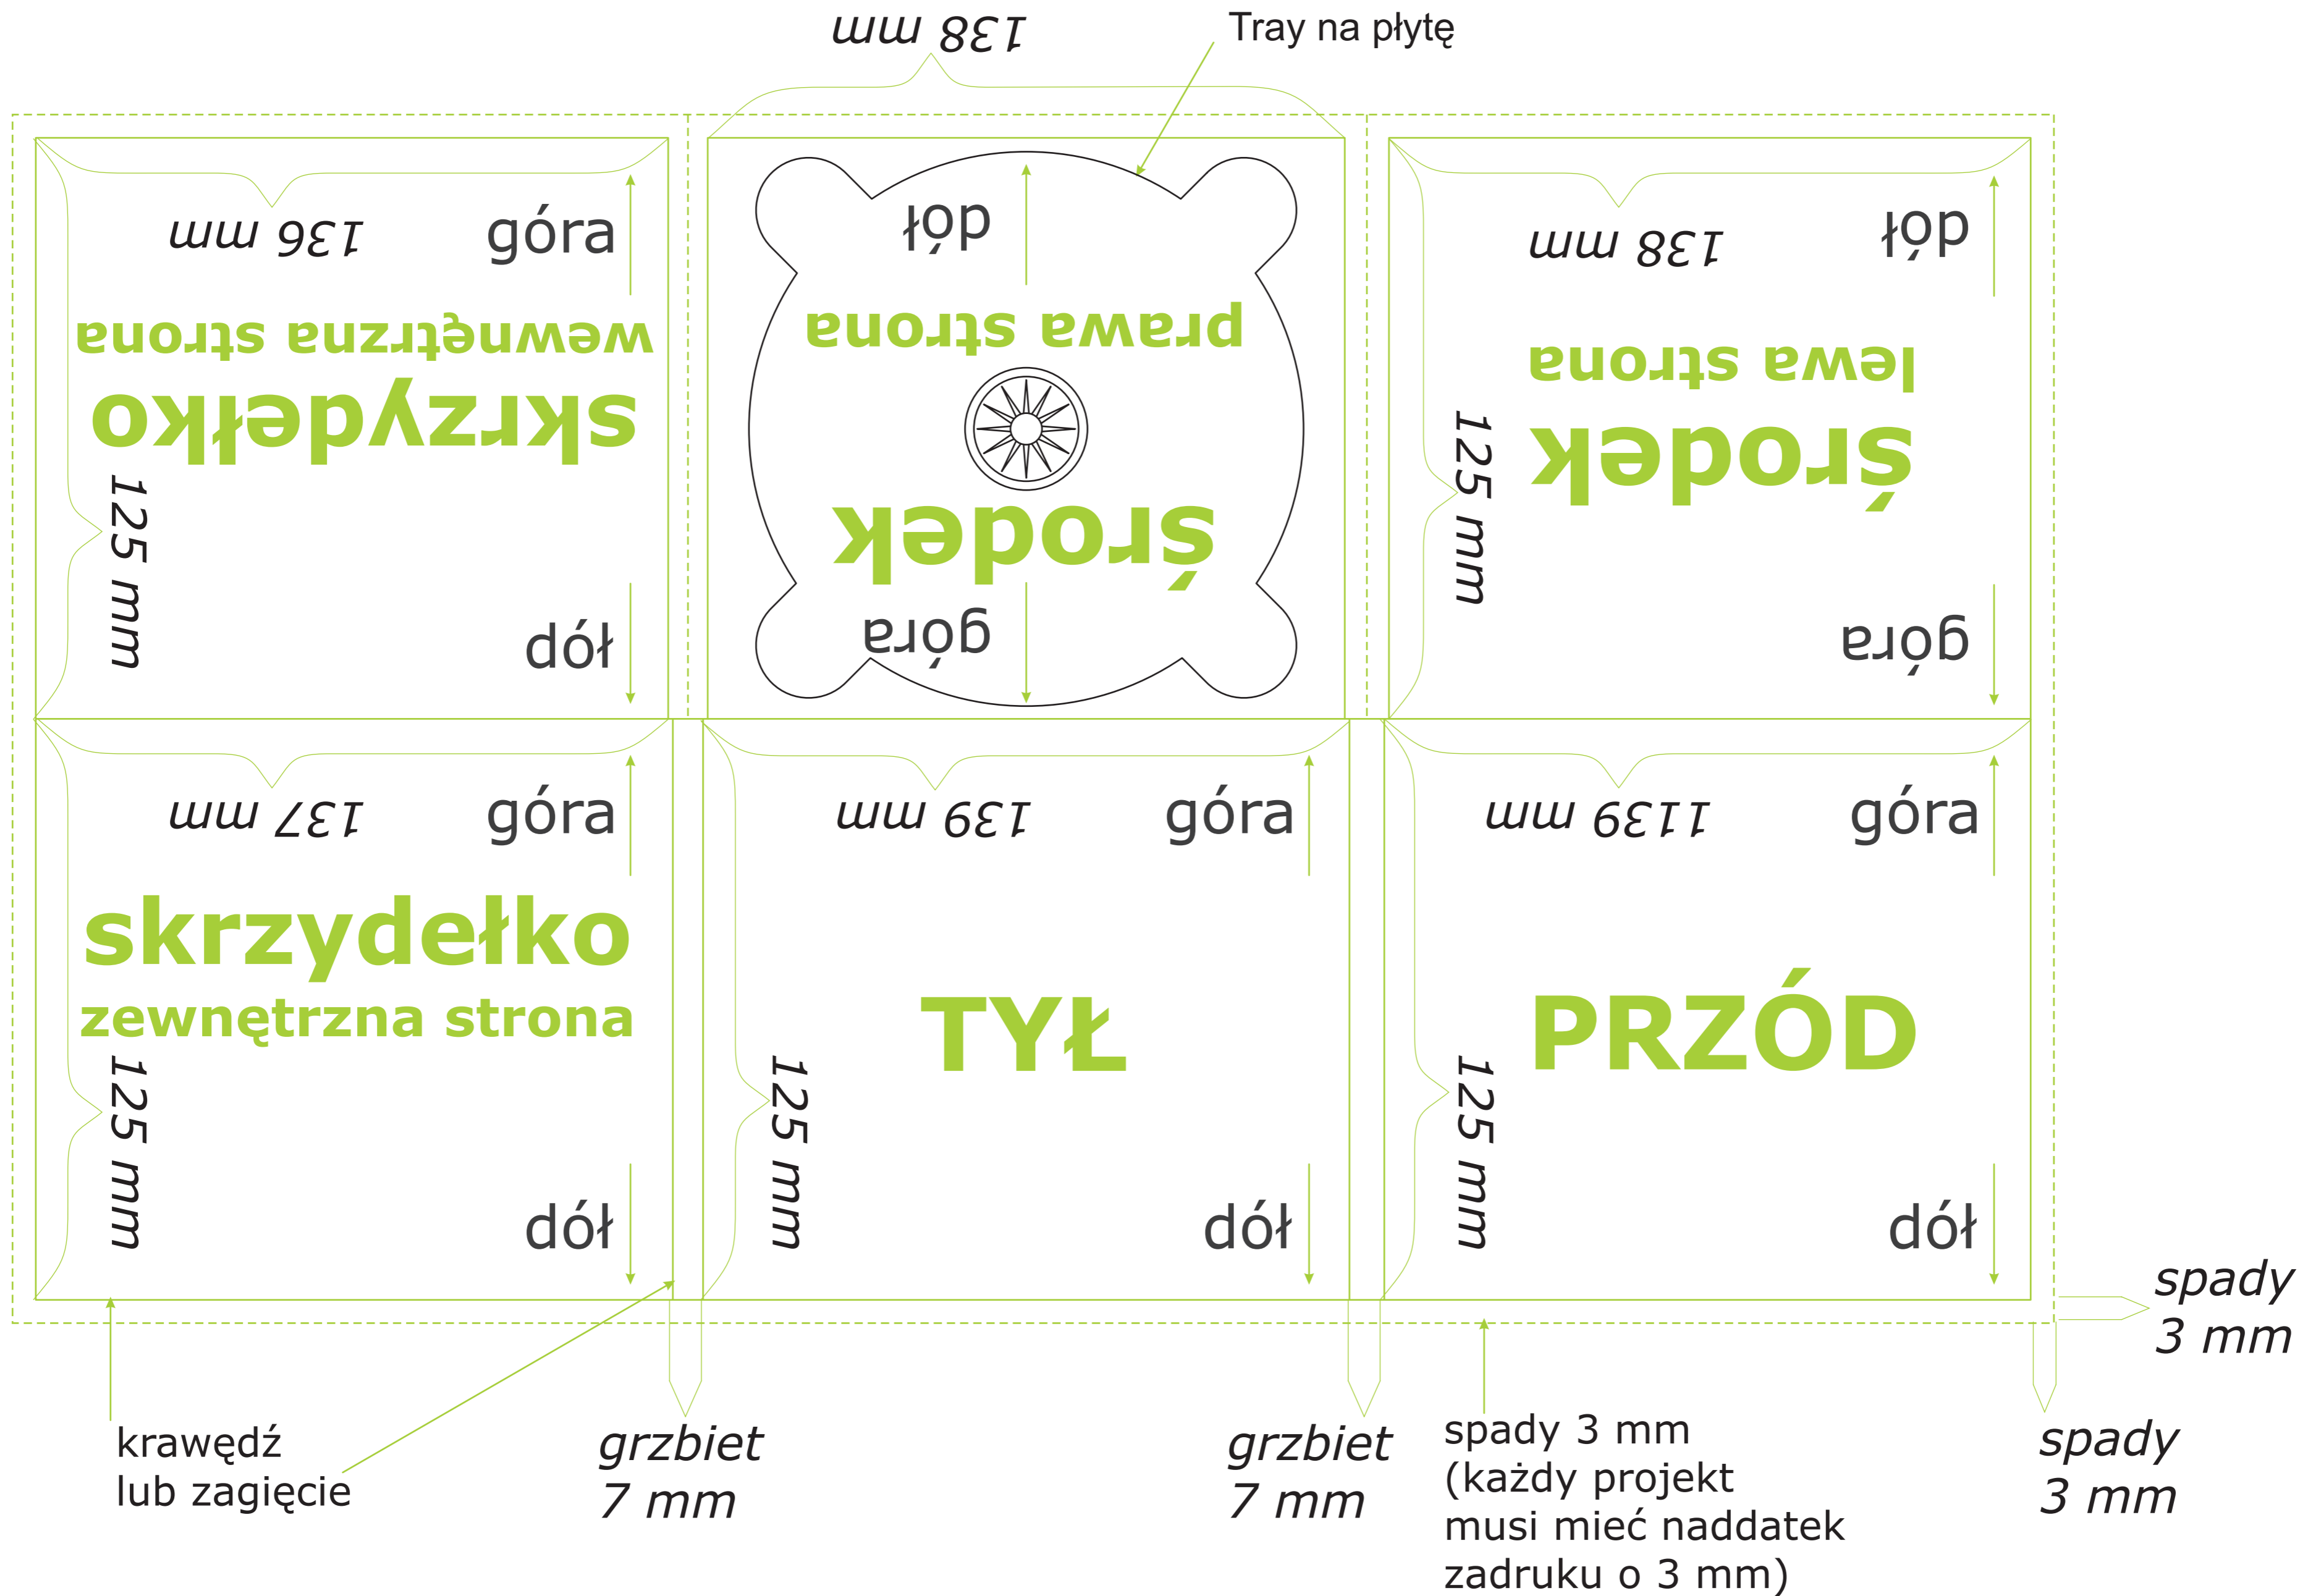 138 mm
Tray na płytę
136 mm
góra
wewnętrzna strona
skrzydełko
125 mm
dół
dół
prawa strona
środek
góra
138 mm
dół
lewa strona
środek
125 mm
góra
137 mm
góra
skrzydełko
zewnętrzna strona
125 mm
dół
139 mm
góra
TYŁ
125 mm
dół
1139 mm
góra
PRZÓD
125 mm
dół
spady
3 mm
krawędź
lub zagięcie
grzbiet
7 mm
grzbiet
7 mm
spady 3 mm
(każdy projekt
musi mieć naddatek
zadruku o 3 mm)
spady
3 mm